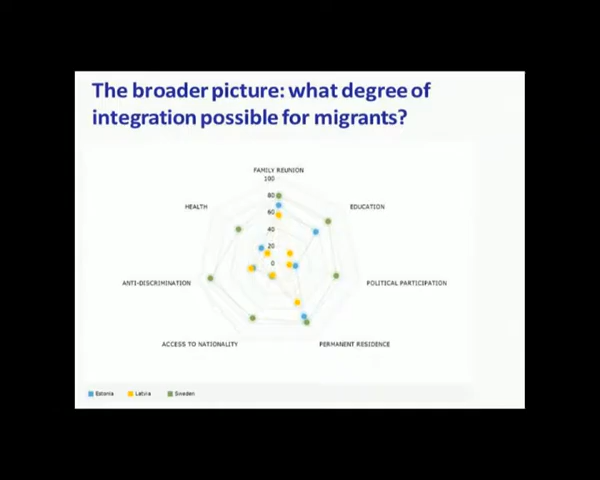 The broader picture: what degree of
integration possible for migrants?
FAMILY REUNION
100
80
60
40
20
0
HEALTH
EDUCATION
ANTI-DISCRIMINATION
POLITICAL PARTICIPATION
ACCESS TO NATIONALITY
PERMANENT RESIDENCE
Estonia
Latvia
Sweden